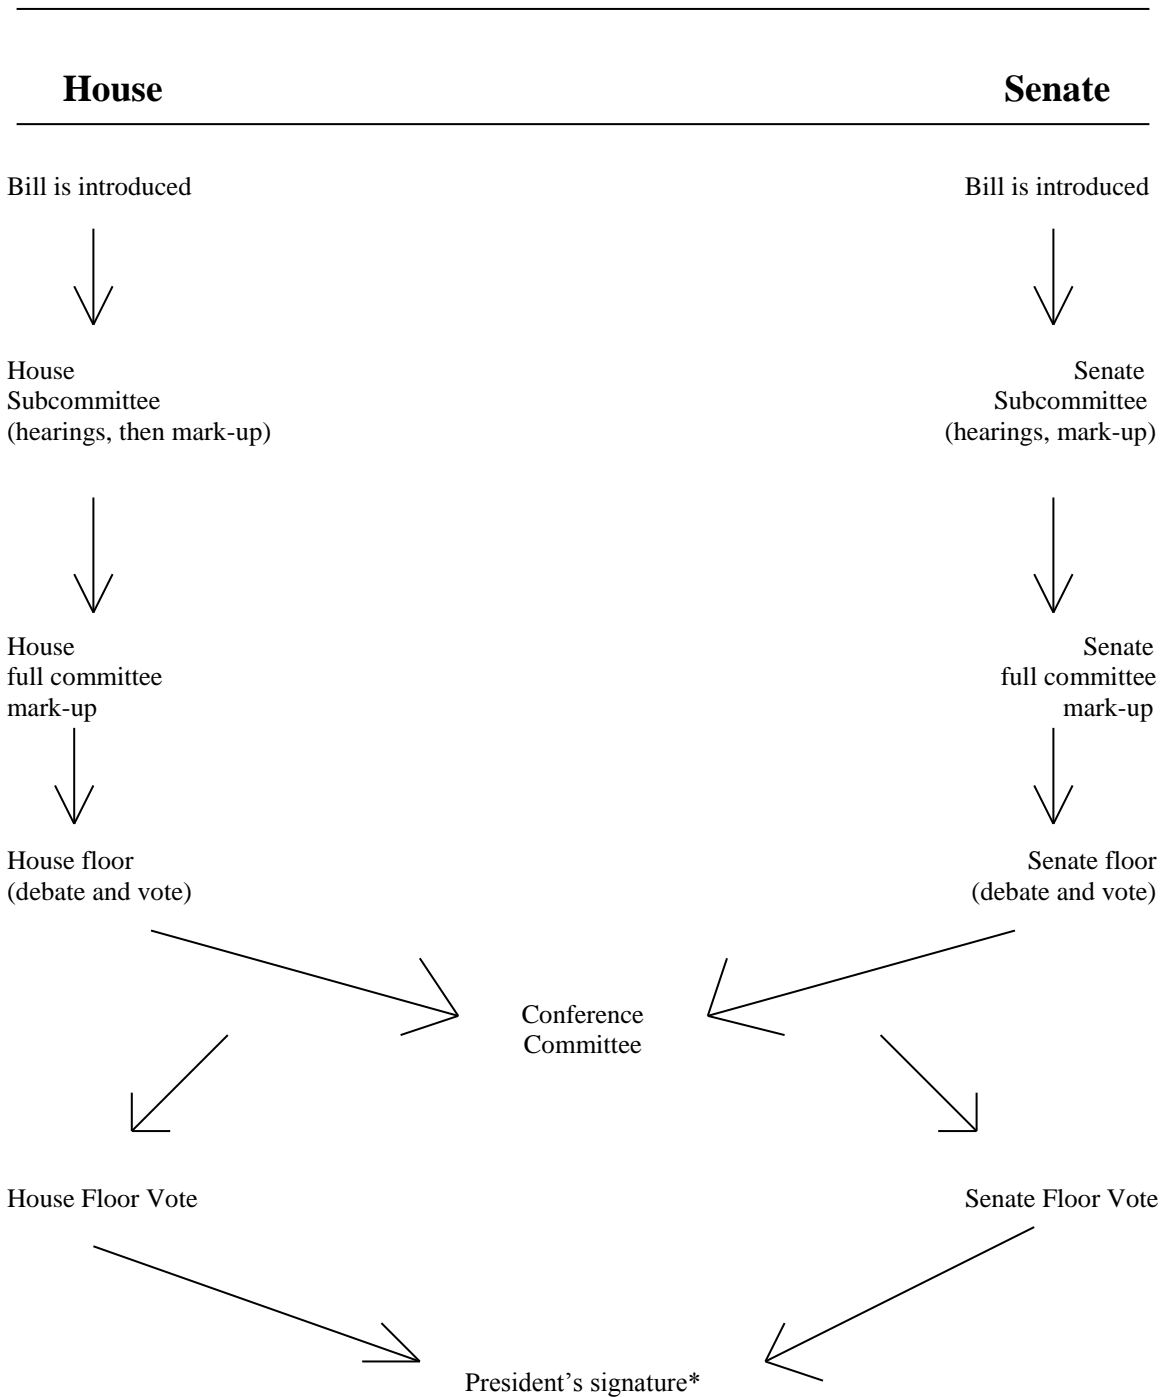 House
Senate
Bill is introduced
Bill is introduced
House
Subcommittee
(hearings, then mark-up)
Senate
Subcommittee
(hearings, mark-up)
House
full committee
mark-up
Senate
full committee
mark-up
House floor
(debate and vote)
Senate floor
(debate and vote)
Conference
Committee
House Floor Vote
Senate Floor Vote
President’s signature*